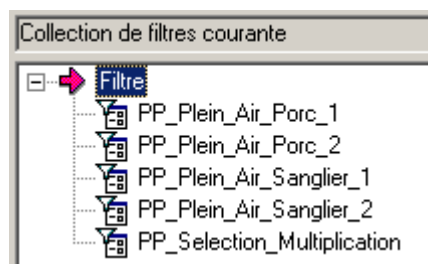 Collection de filtres courante
Filtre
PP_Plein_Air_Porc_1
PP_Plein_Air_Porc_2
PP_Plein_Air_Sanglier_1
PP_Plein_Air_Sanglier_2
PP_Selection_Multiplication